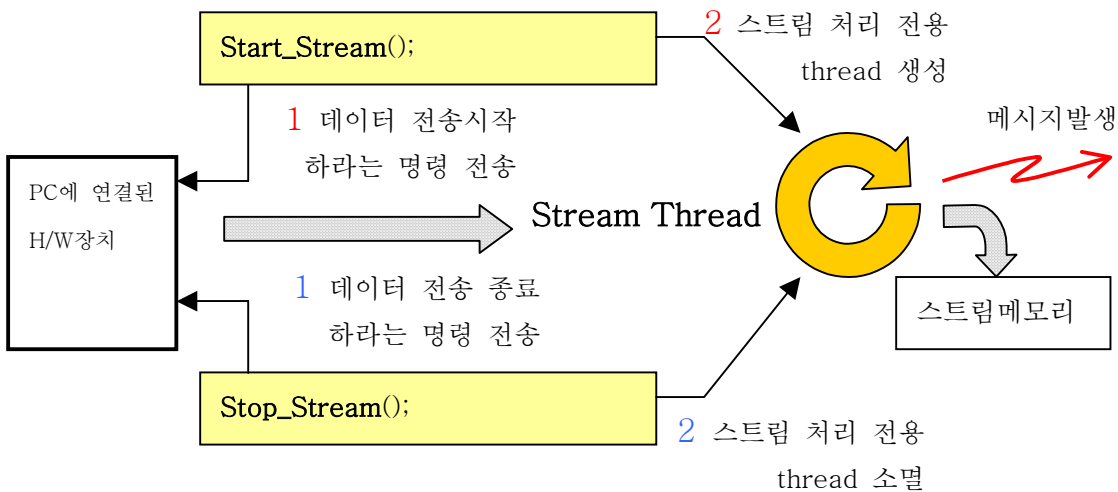 Start_Stream();
2 스트림 처리 전용
thread 생성
1 데이터 전송시작
하라는 명령 전송
메시지발생
PC에 연결된
H/W장치
Stream Thread
1 데이터 전송 종료
하라는 명령 전송
스트림메모리
Stop_Stream();
2 스트림 처리 전용
thread 소멸